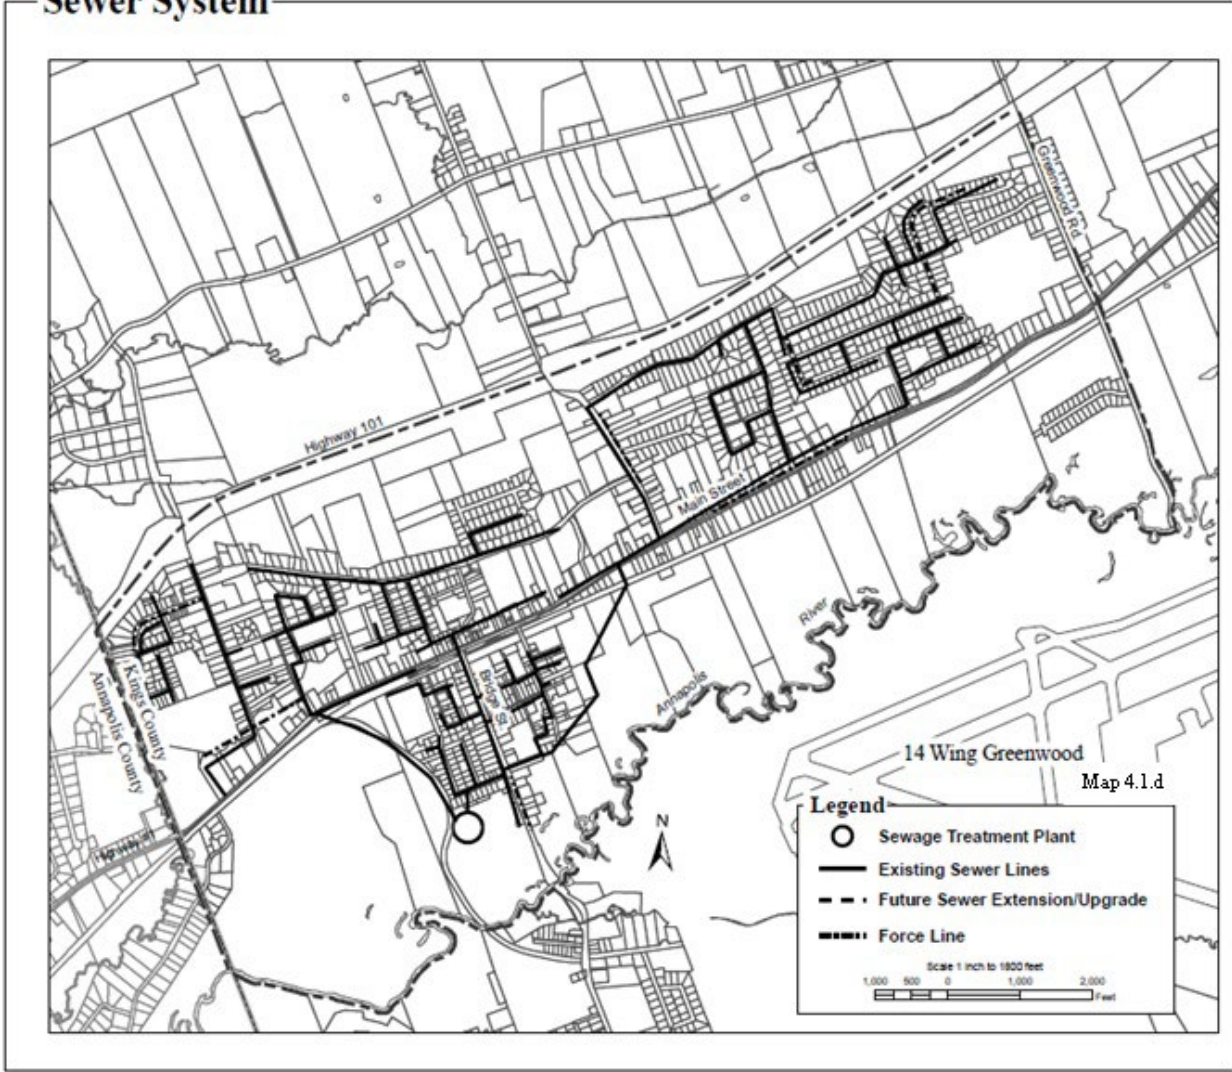 Sewer System
Greenwood Rd
Highway 101
Main Street
River
Annapolis
Bridge St
Kings County
Annapolis County
14 Wing Greenwood
Map 4.1.d
Legend
Sewage Treatment Plant
Existing Sewer Lines
Future Sewer Extension/Upgrade
Force Line
Scale 1 inch to 1800 feet
1,000 500 0 1,000 2,000
Feet
N
Highway #1